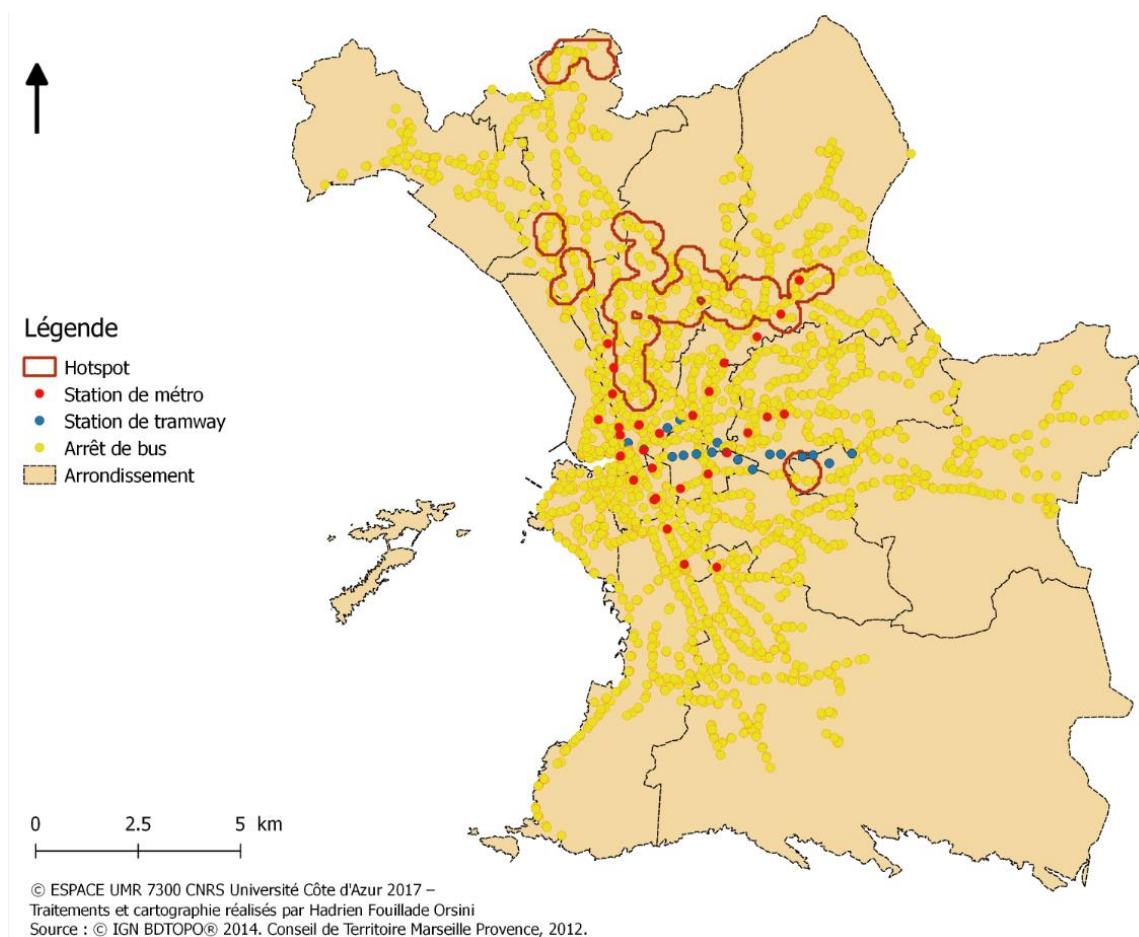 Légende
Hotspot
Station de métro
Station de tramway
Arrêt de bus
Arrondissement
0 2.5 5 km
© ESPACE UMR 7300 CNRS Université Côte d'Azur 2017 –
Traitements et cartographie réalisés par Hadrien Fouillade Orsini
Source : © IGN BDTOPO® 2014. Conseil de Territoire Marseille Provence, 2012.